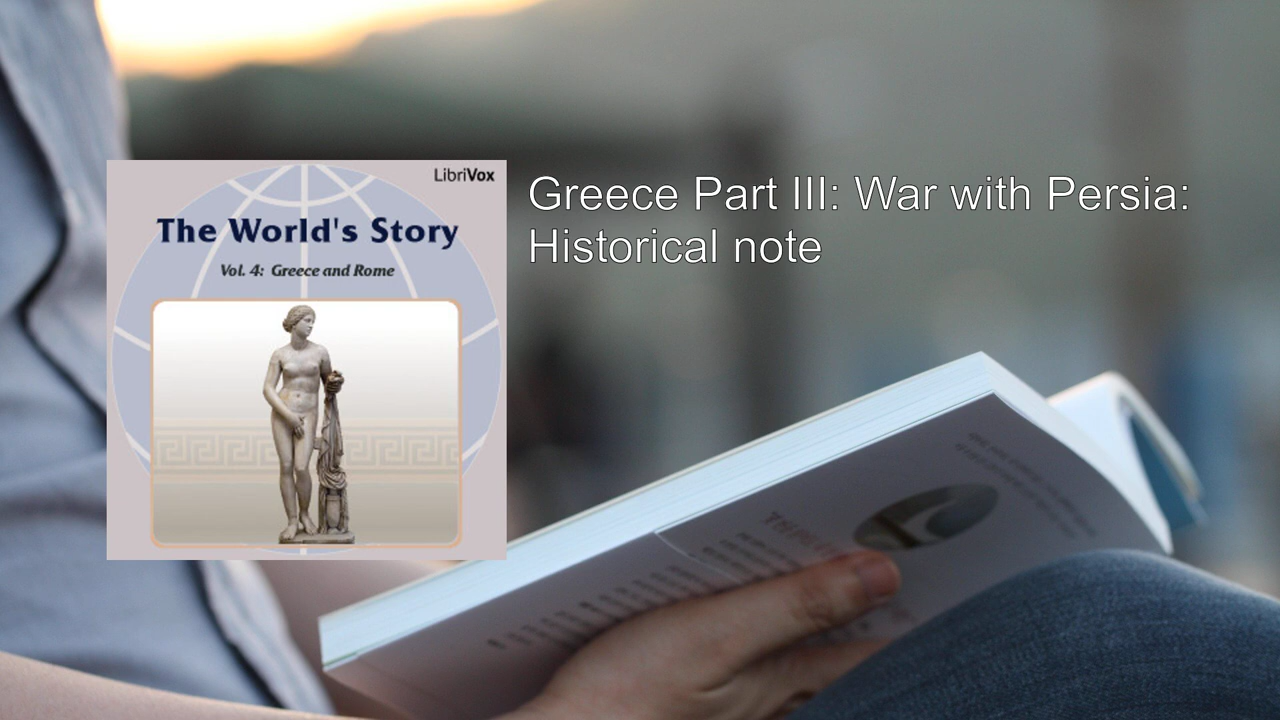 LibriVox
The World's Story
Vol. 4: Greece and Rome
Greece Part III: War with Persia:
Historical note